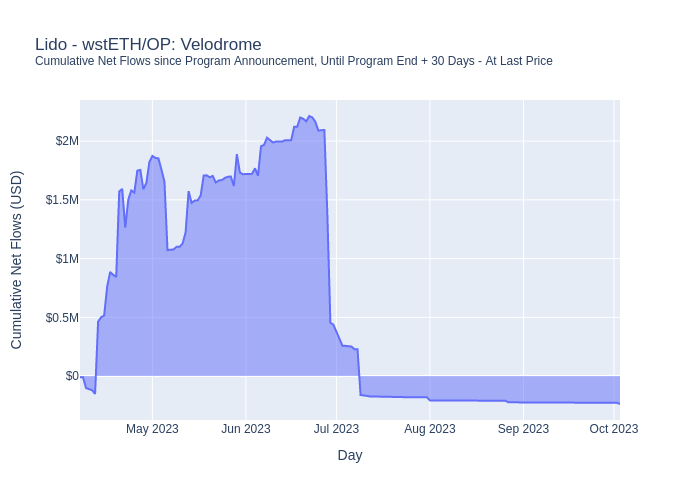 Lido - wstETH/OP: Velodrome
Cumulative Net Flows since Program Announcement, Until Program End + 30 Days - At Last Price
Cumulative Net Flows (USD)
$2M
$1.5M
$1M
$0.5M
$0
May 2023
Jun 2023
Jul 2023
Aug 2023
Sep 2023
Oct 2023
Day